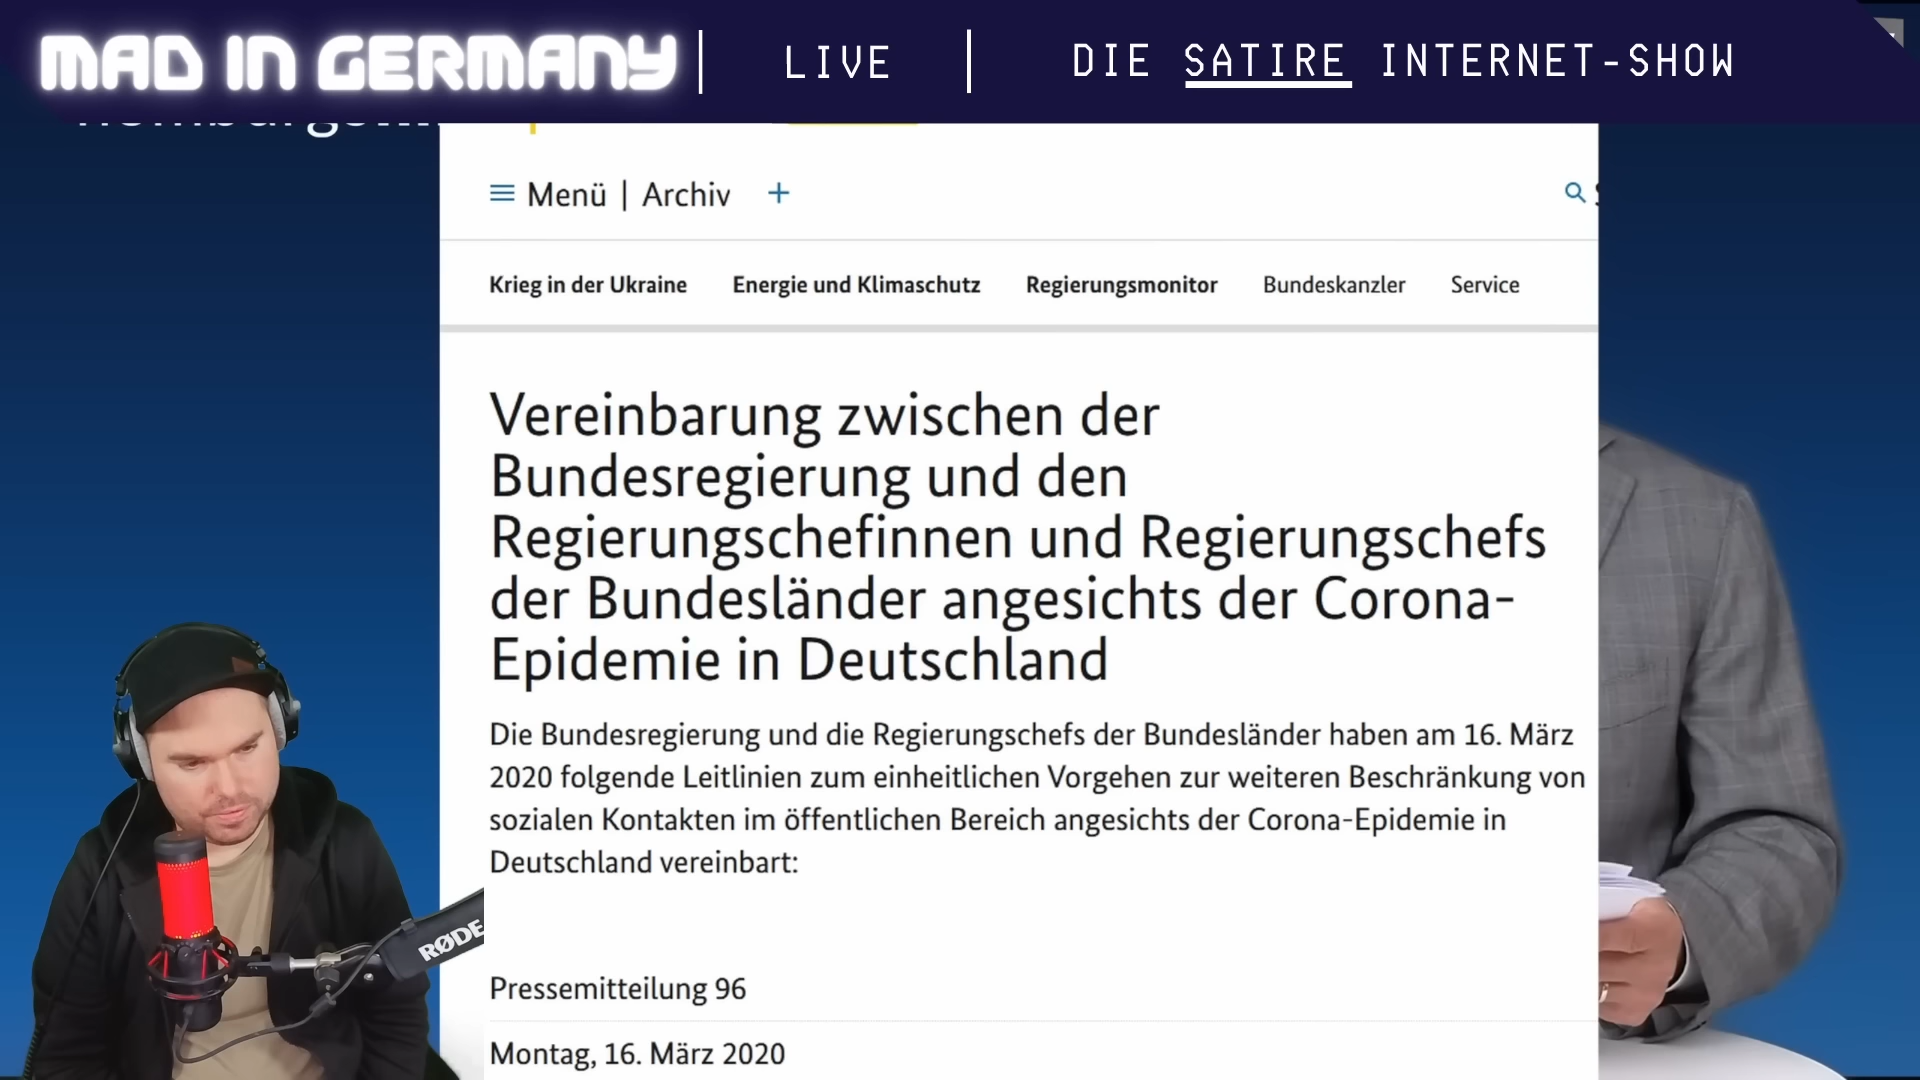 MAD IN GERMANY | LIVE | DIE SATIRE INTERNET-SHOW
Menü | Archiv +
Krieg in der Ukraine Energie und Klimaschutz Regierungsmonitor Bundeskanzler Service
Vereinbarung zwischen der
Bundesregierung und den
Regierungschefinnen und Regierungschefs
der Bundesländer angesichts der Corona-
Epidemie in Deutschland
Die Bundesregierung und die Regierungschefs der Bundesländer haben am 16. März
2020 folgende Leitlinien zum einheitlichen Vorgehen zur weiteren Beschränkung von
sozialen Kontakten im öffentlichen Bereich angesichts der Corona-Epidemie in
Deutschland vereinbart:
RØDE
Pressemitteilung 96
Montag, 16. März 2020